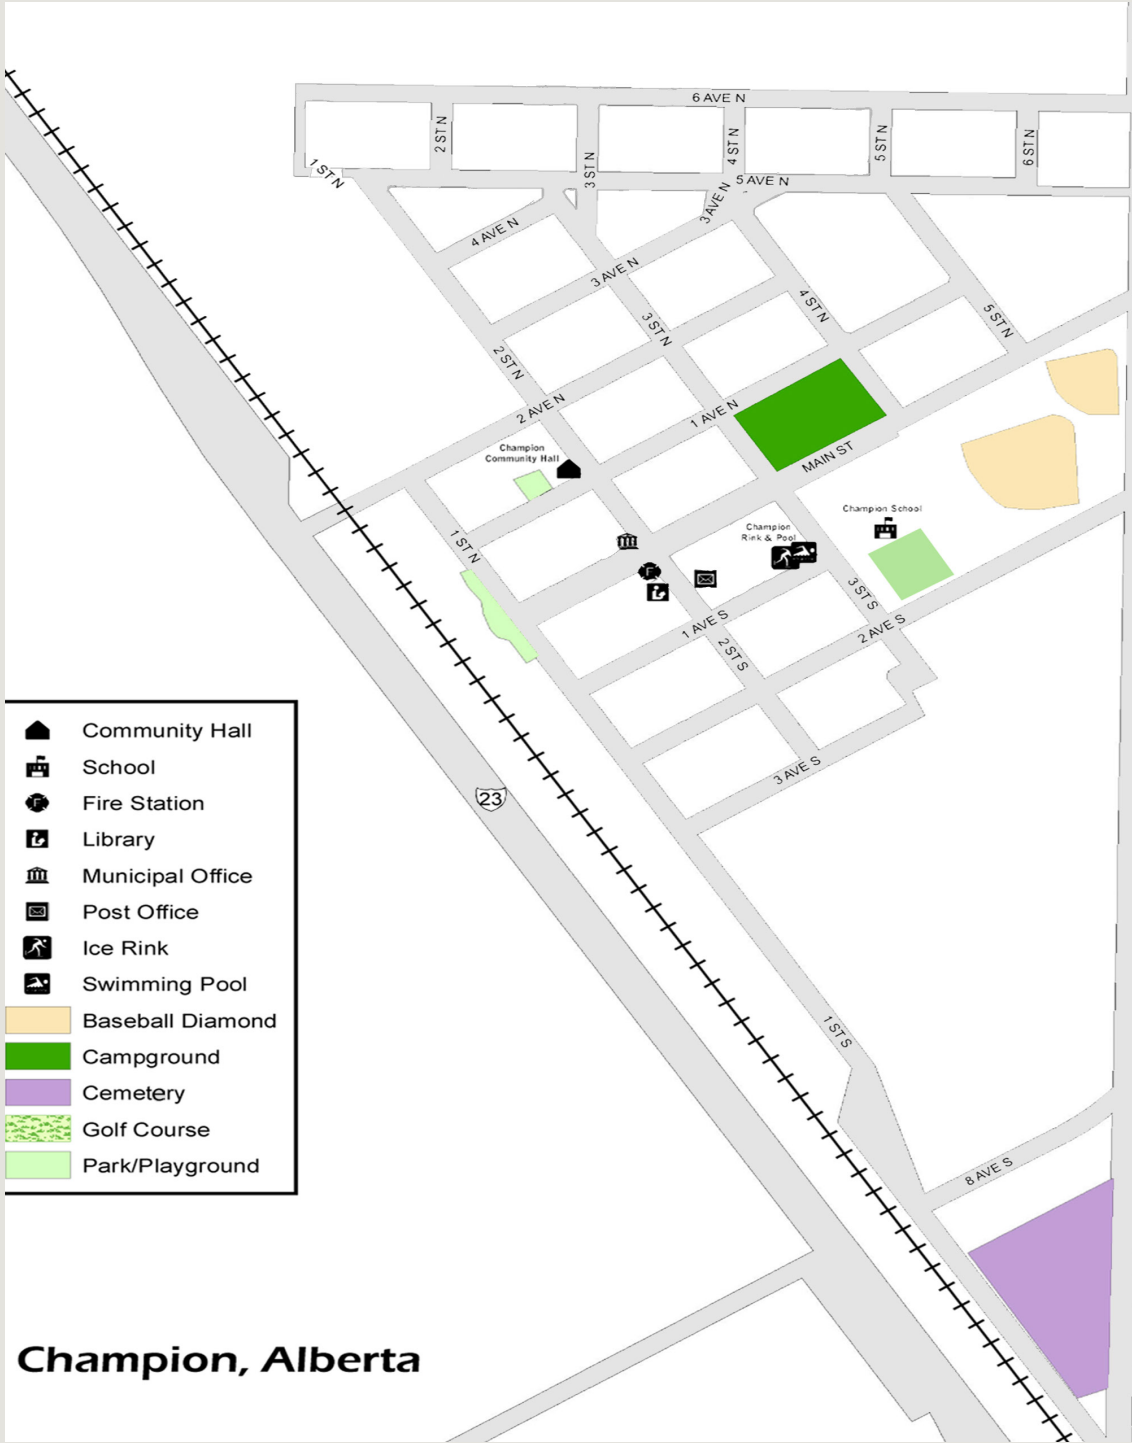 6 AVE N
2 ST N
3 ST N
4 ST N
5 ST N
6 ST N
1 ST N
5 AVE N
3 AVE N
4 AVE N
3 AVE N
4 ST N
3 ST N
5 ST N
2 ST N
2 AVE N
1 AVE N
MAIN ST
Champion
Community Hall
Champion School
Champion
Rink & Pool
1 ST N
F
3 ST S
1 AVE S
2 AVE S
2 ST S
3 AVE S
23
1 ST S
8 AVE S
Community Hall
School
F
Fire Station
Library
Municipal Office
Post Office
Ice Rink
Swimming Pool
Baseball Diamond
Campground
Cemetery
Golf Course
Park/Playground
Champion, Alberta